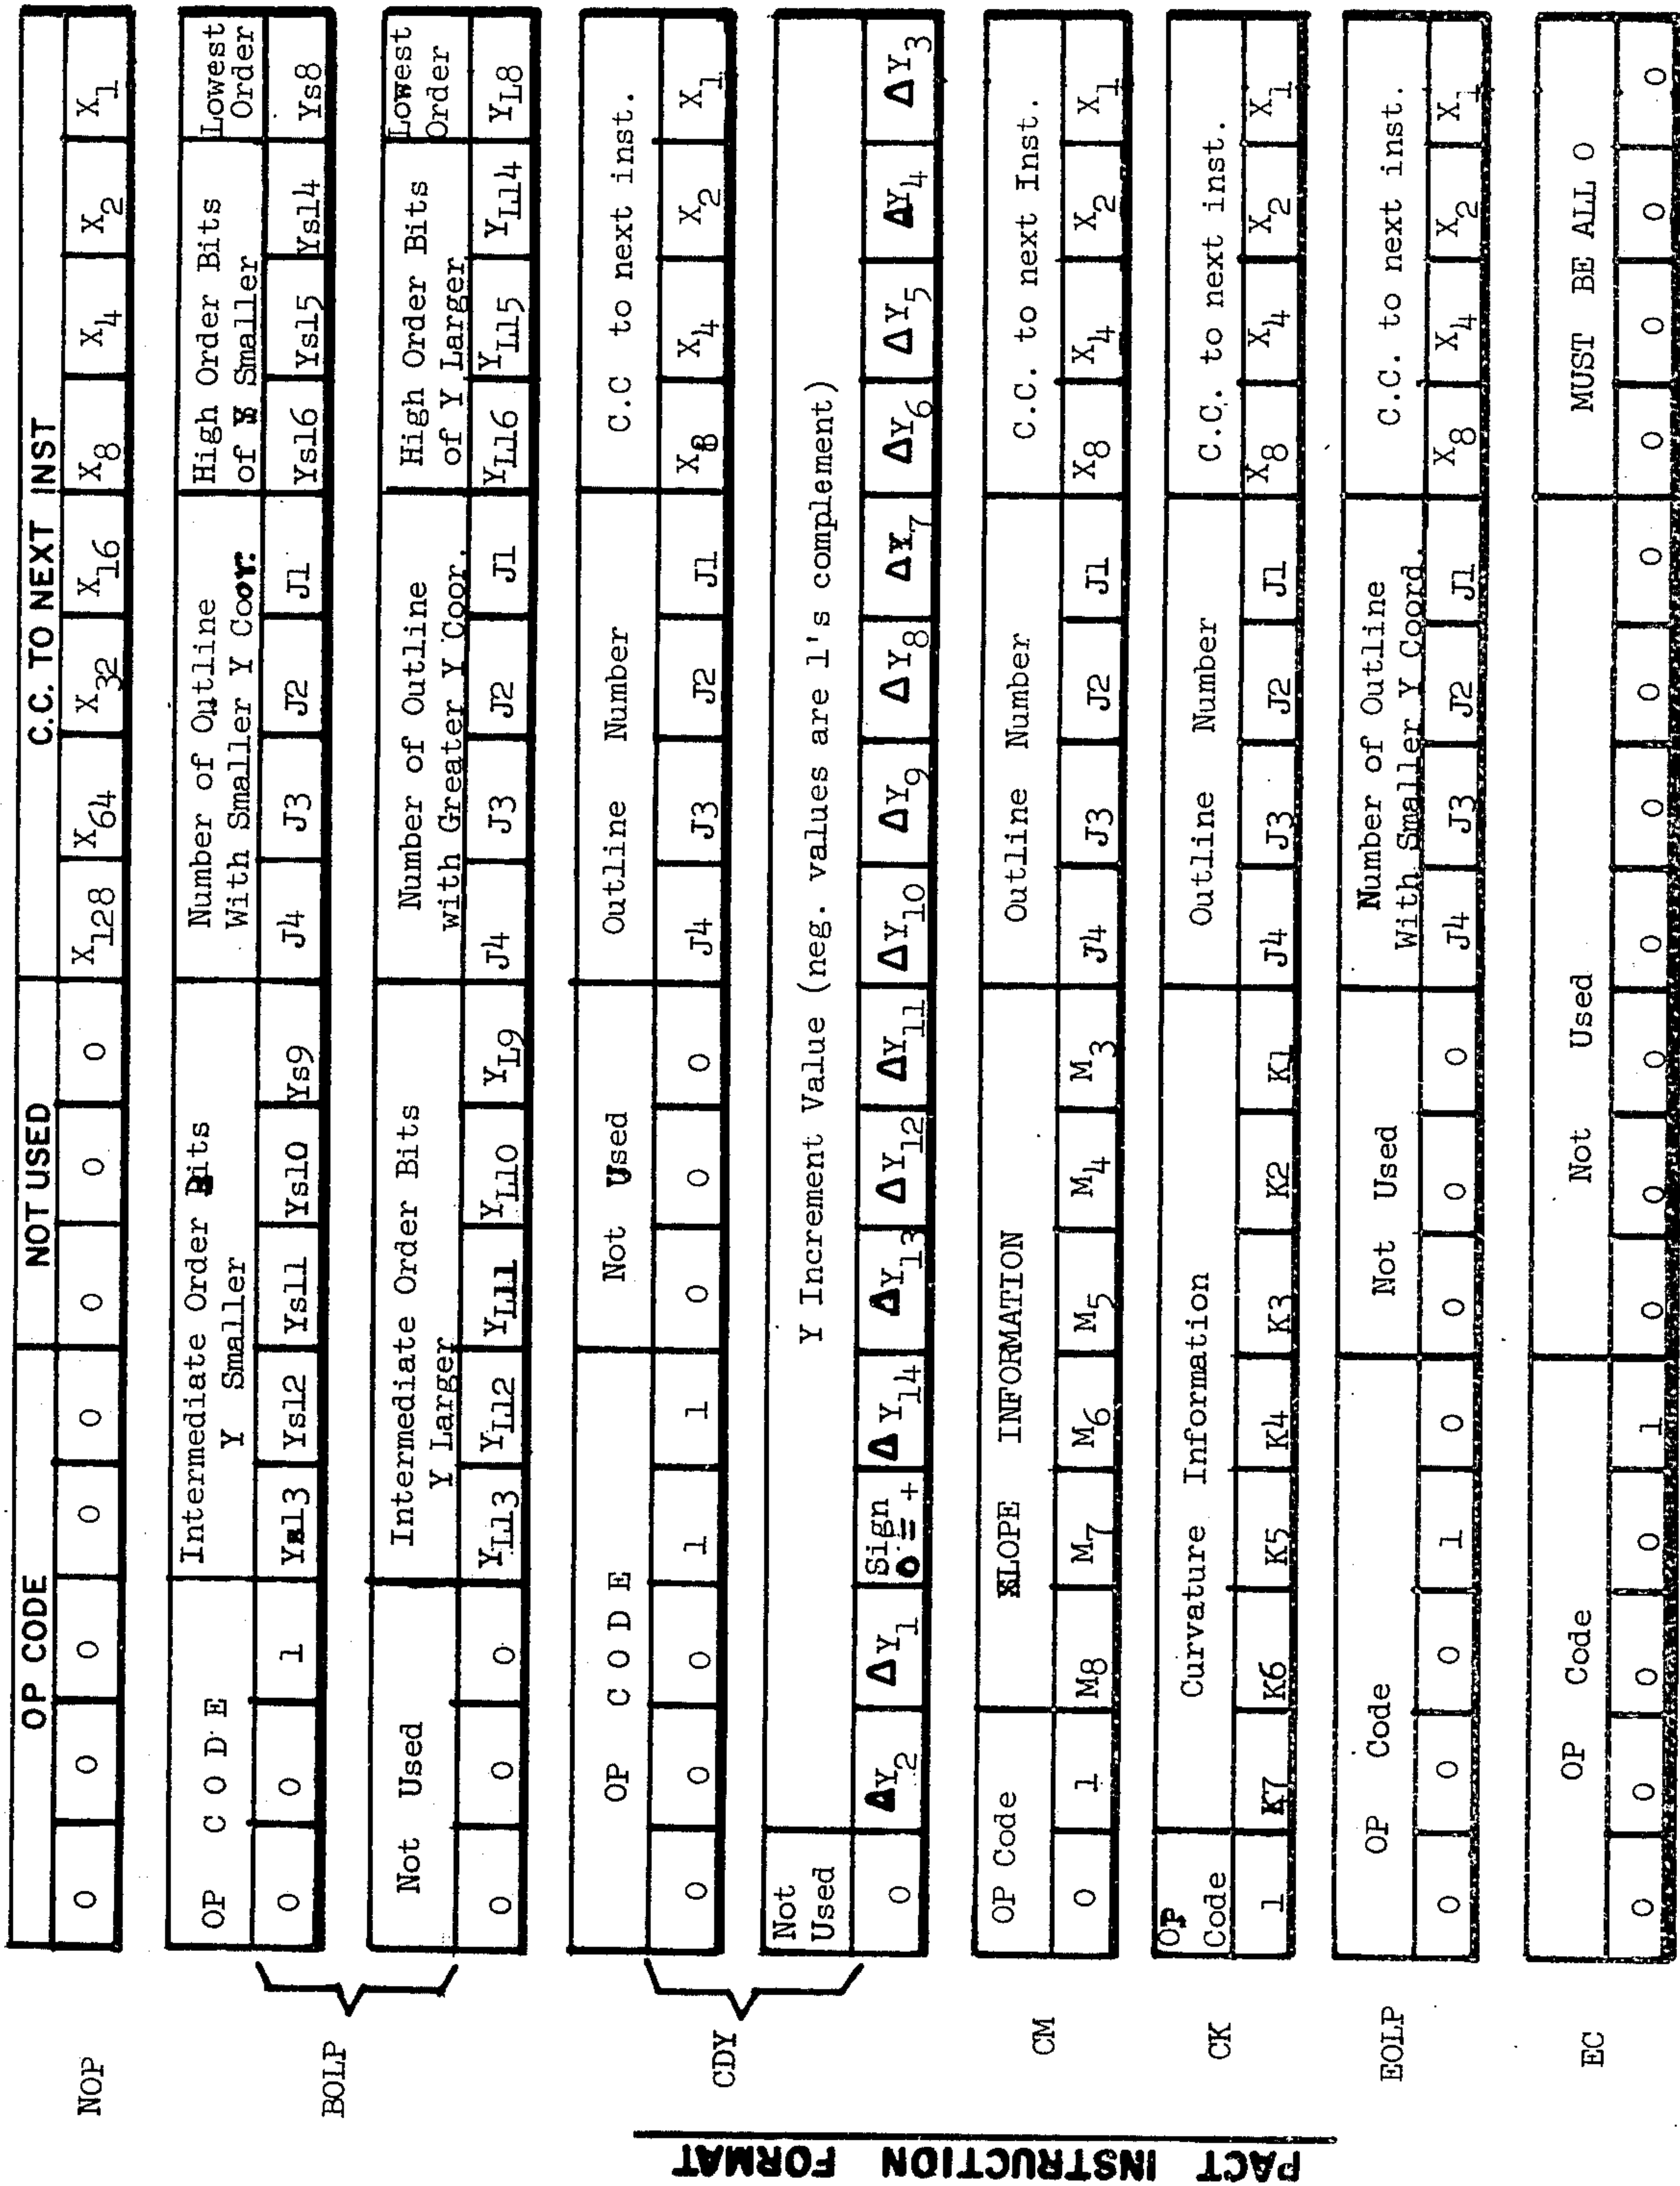 PACT INSTRUCTION FORMAT
NOP
OP CODE NOT USED C.C. TO NEXT INST
0 0 0 0 0 0 0 0 X128 X64 X32 X16 X8 X4 X2 X1
BOLP
OP CODE Intermediate Order Bits Number of Outline High Order Bits Lowest
Y Smaller With Smaller Y Coor. of Y Smaller Order
0 0 1 Ys13 Ys12 Ys11 Ys10 Ys9 J4 J3 J2 J1 Ys16 Ys15 Ys14 Ys8
Not Used Intermediate Order Bits Number of Outline High Order Bits Lowest
Y Larger with Greater Y Coor. of Y Larger Order
0 0 0 YL13 YL12 YL11 YL10 YL9 J4 J3 J2 J1 YL16 YL15 YL14 YL8
CDY
OP CODE Not Used Outline Number C.C to next inst.
0 0 0 1 1 0 0 0 J4 J3 J2 J1 X8 X4 X2 X1
Not Y Increment Value (neg. values are 1's complement)
Used
0 ΔY2 ΔY1 Sign 0 = + ΔY14 ΔY13 ΔY12 ΔY11 ΔY10 ΔY9 ΔY8 ΔY7 ΔY6 ΔY5 ΔY4 ΔY3
CM
OP Code SLOPE INFORMATION Outline Number C.C. to next Inst.
0 1 M8 M7 M6 M5 M4 M3 J4 J3 J2 J1 X8 X4 X2 X1
CK
OP Curvature Information Outline Number C.C. to next inst.
Code
1 K7 K6 K5 K4 K3 K2 K1 J4 J3 J2 J1 X8 X4 X2 X1
EOLP
OP Code Not Used Number of Outline C.C. to next inst.
With Smaller Y Coord.
0 0 0 1 0 0 0 0 J4 J3 J2 J1 X8 X4 X2 X1
EC
OP Code Not Used MUST BE ALL 0
0 0 0 0 1 0 0 0 0 0 0 0 0 0 0 0